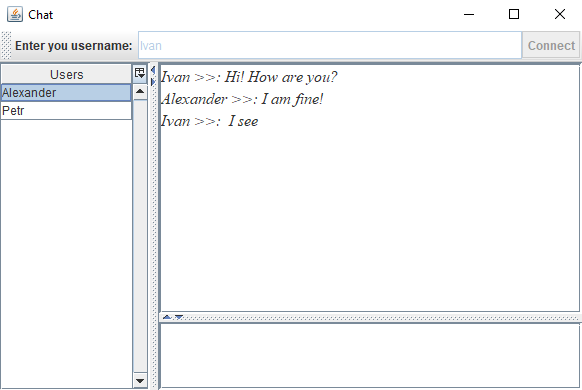 Chat
Enter you username: Ivan Connect
Users
Alexander
Petr
Ivan >>: Hi! How are you?
Alexander >>: I am fine!
Ivan >>:  I see